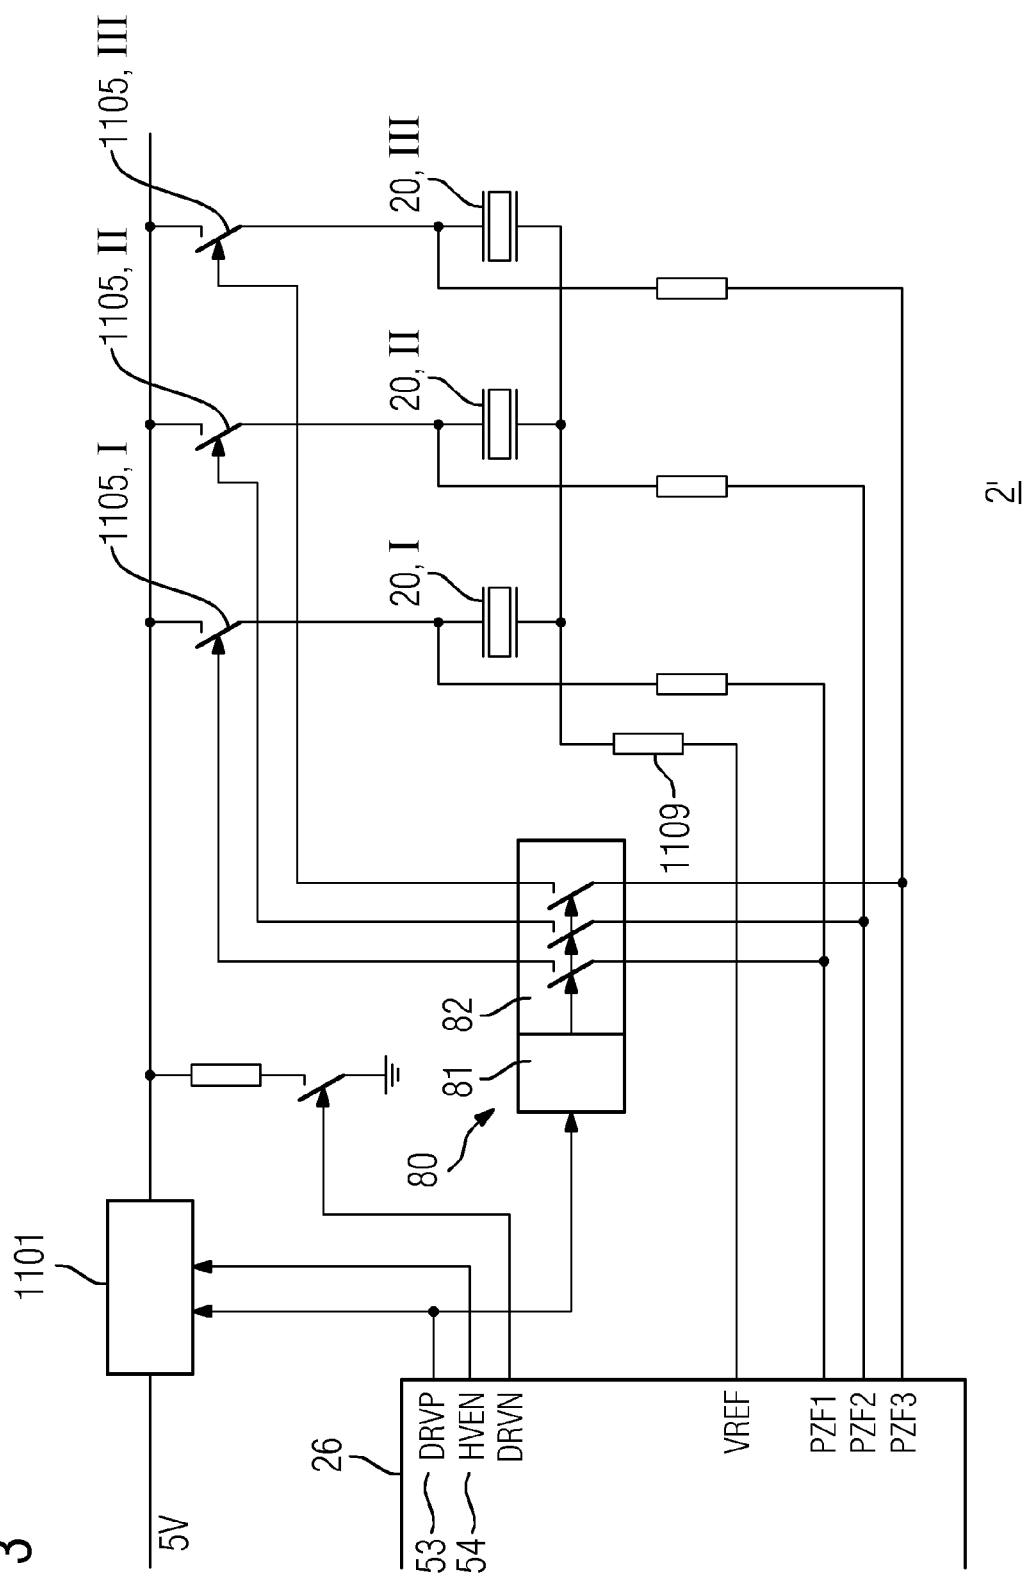 3
5V
1101
26
53
DRVP
54
HVEN
DRVN
VREF
PZF1
PZF2
PZF3
80
81
82
1109
1105, I
1105, II
1105, III
20, I
20, II
20, III
2'